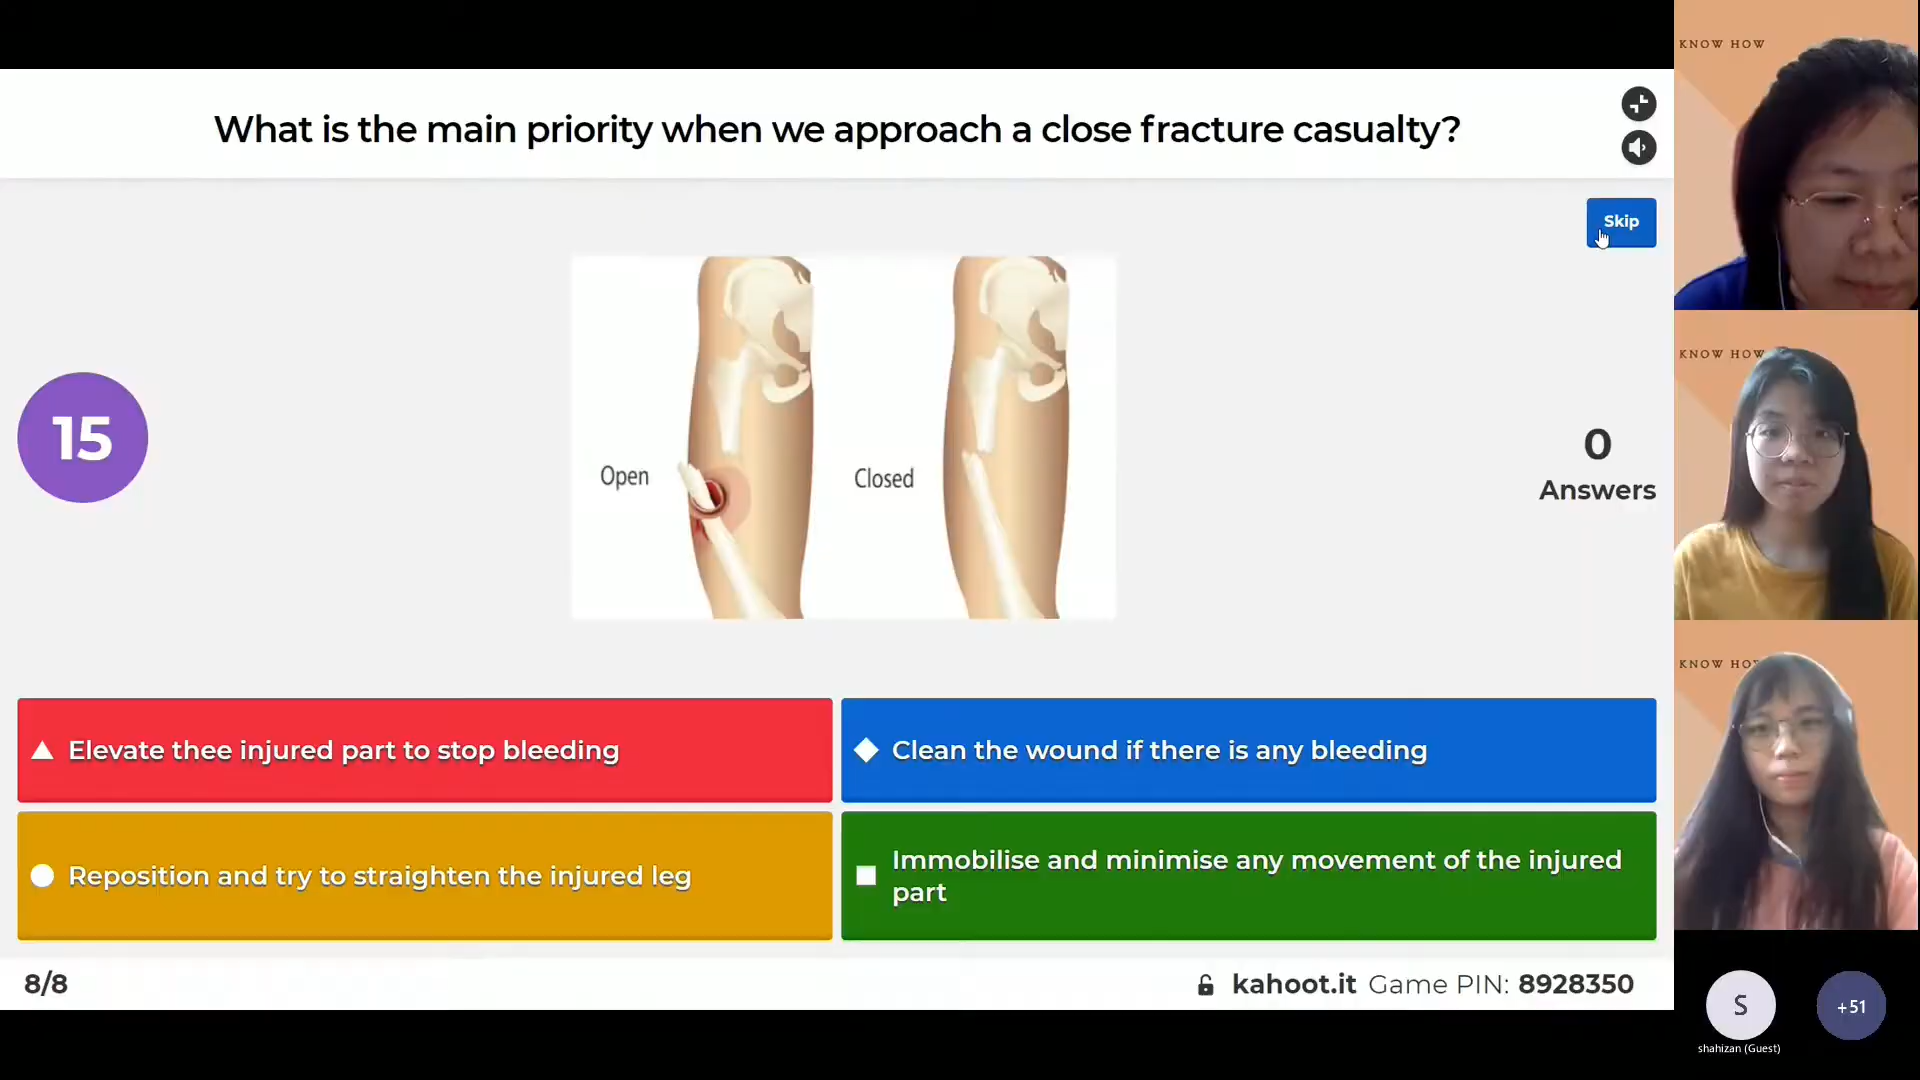 What is the main priority when we approach a close fracture casualty?
Skip
15
Open
Closed
0
Answers
Elevate thee injured part to stop bleeding
Clean the wound if there is any bleeding
Reposition and try to straighten the injured leg
Immobilise and minimise any movement of the injured
part
8/8
kahoot.it Game PIN: 8928350
KNOW HOW
KNOW HOW
KNOW HOW
S
+51
shahizan (Guest)